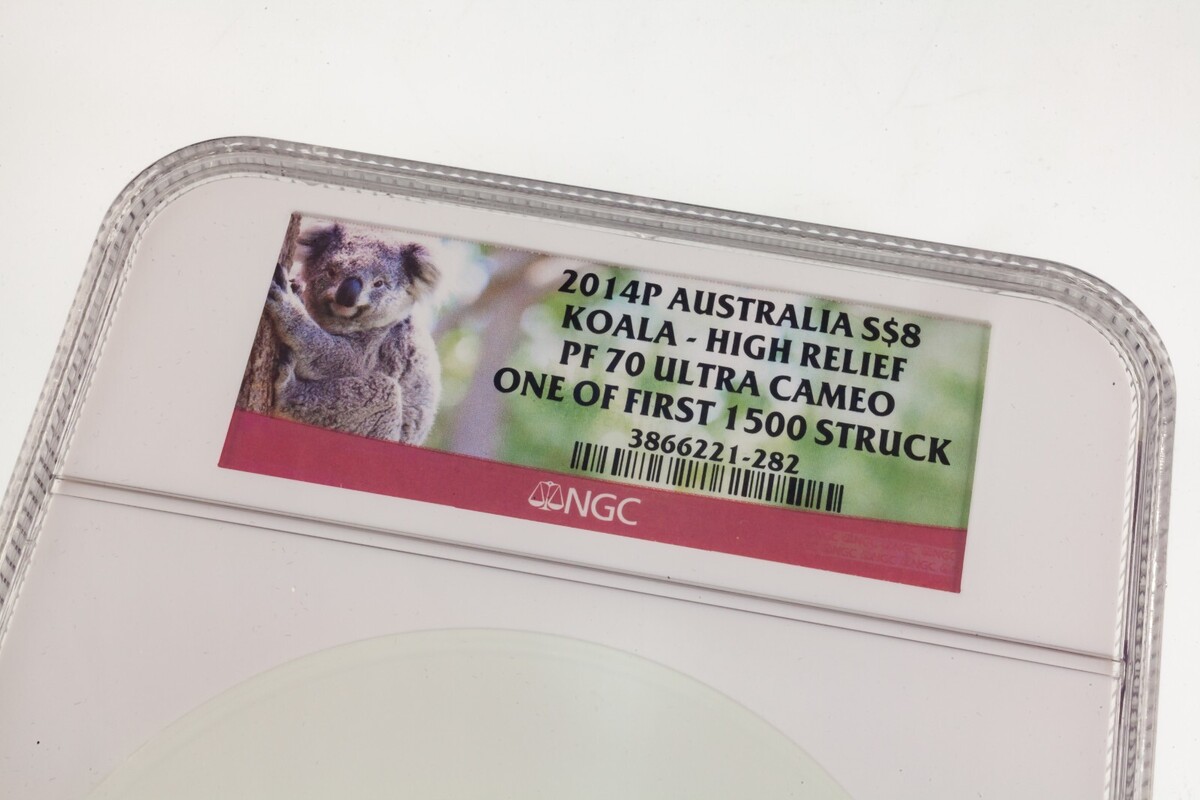 2014P AUSTRALIA S$8
KOALA - HIGH RELIEF
PF 70 ULTRA CAMEO
ONE OF FIRST 1500 STRUCK
3866221-282
NGC